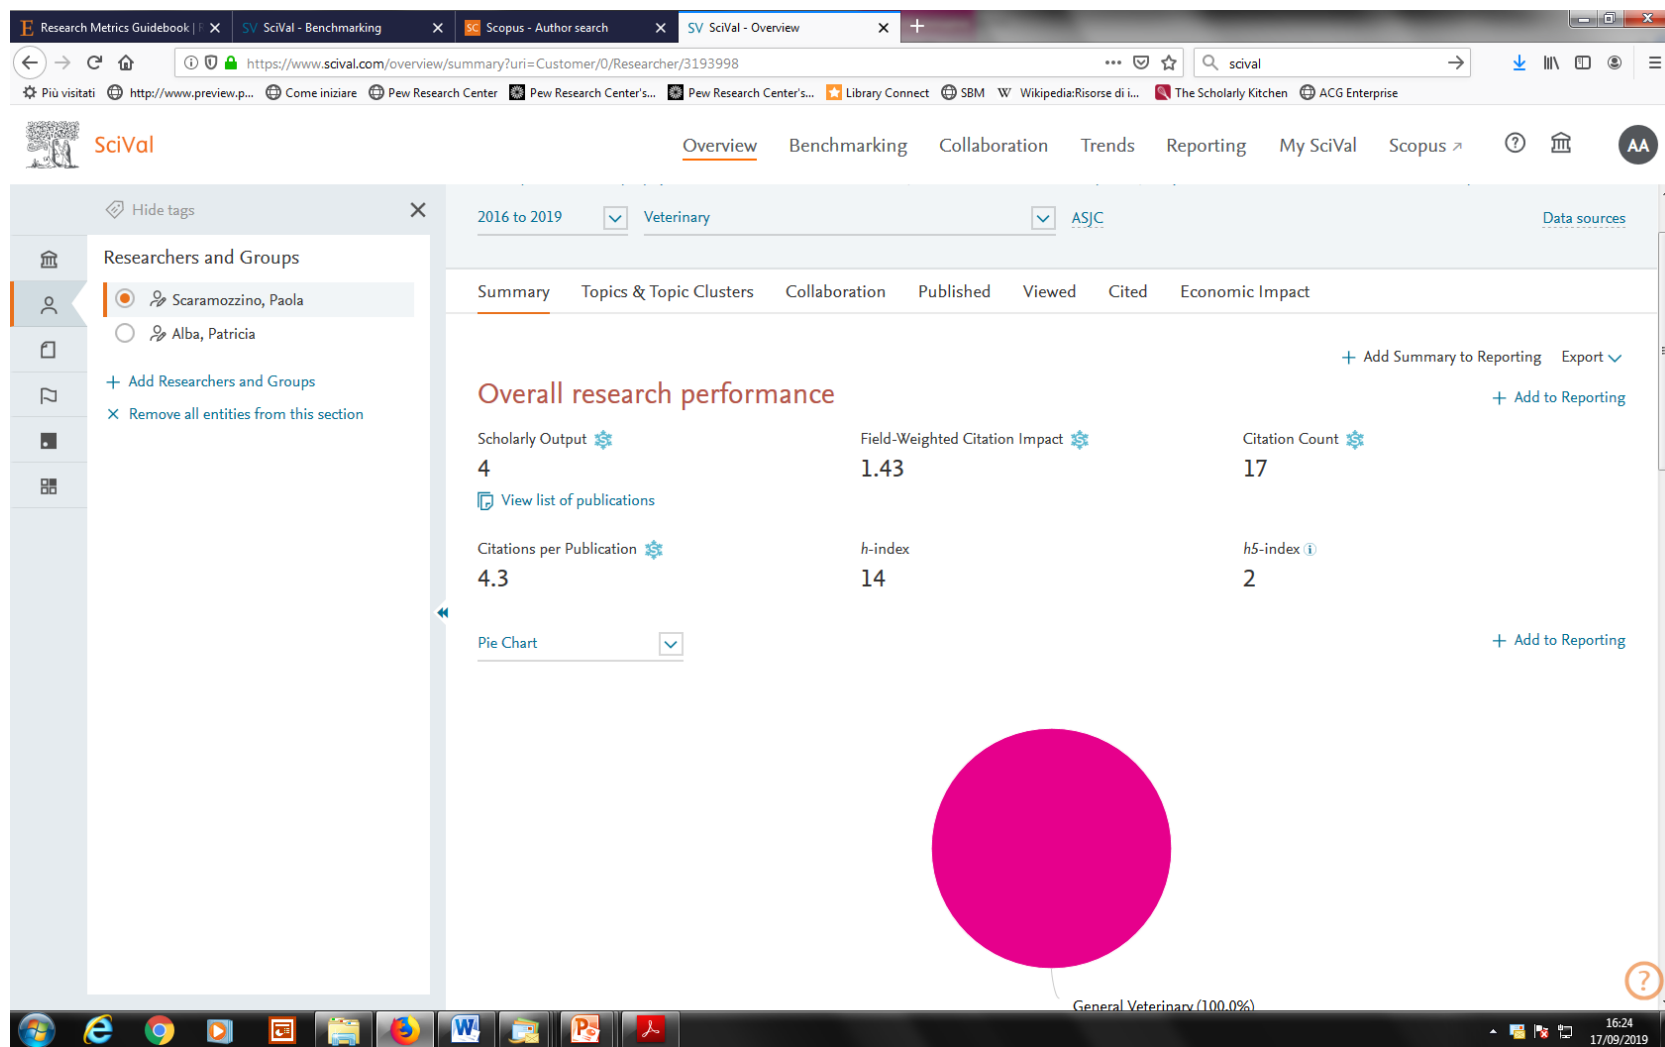 Research Metrics Guidebook | R
SciVal - Benchmarking
Scopus - Author search
SciVal - Overview
https://www.scival.com/overview/summary?uri=Customer/0/Researcher/3193998
scival
Più visitati
http://www.preview.p...
Come iniziare
Pew Research Center
Pew Research Center's...
Pew Research Center's...
Library Connect
SBM
Wikipedia:Risorse di i...
The Scholarly Kitchen
ACG Enterprise
SciVal
Overview
Benchmarking
Collaboration
Trends
Reporting
My SciVal
Scopus
AA
Hide tags
2016 to 2019
Veterinary
ASJC
Data sources
Researchers and Groups
Scaramozzino, Paola
Alba, Patricia
+ Add Researchers and Groups
× Remove all entities from this section
Summary
Topics & Topic Clusters
Collaboration
Published
Viewed
Cited
Economic Impact
+ Add Summary to Reporting
Export
Overall research performance
+ Add to Reporting
Scholarly Output
4
View list of publications
Field-Weighted Citation Impact
1.43
Citation Count
17
Citations per Publication
4.3
h-index
14
h5-index
2
Pie Chart
+ Add to Reporting
General Veterinary (100.0%)
16:24
17/09/2019